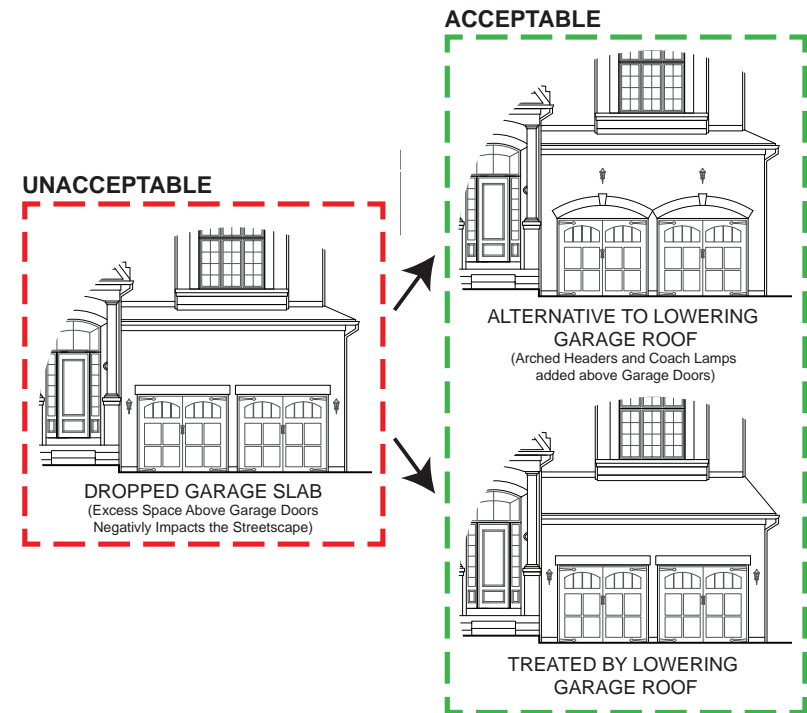 ACCEPTABLE
UNACCEPTABLE
DROPPED GARAGE SLAB
(Excess Space Above Garage Doors
Negativly Impacts the Streetscape)
ALTERNATIVE TO LOWERING
GARAGE ROOF
(Arched Headers and Coach Lamps
added above Garage Doors)
TREATED BY LOWERING
GARAGE ROOF